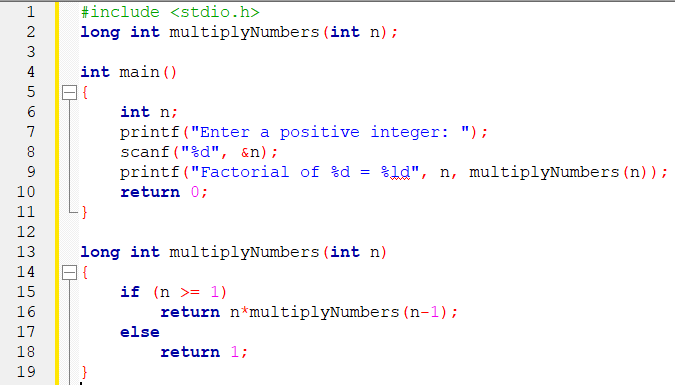 1 #include <stdio.h>
2 long int multiplyNumbers(int n);
3
4 int main()
5 {
6 int n;
7 printf("Enter a positive integer: ");
8 scanf("%d", &n);
9 printf("Factorial of %d = %ld", n, multiplyNumbers(n));
10 return 0;
11 }
12
13 long int multiplyNumbers(int n)
14 {
15 if (n >= 1)
16 return n*multiplyNumbers(n-1);
17 else
18 return 1;
19 }